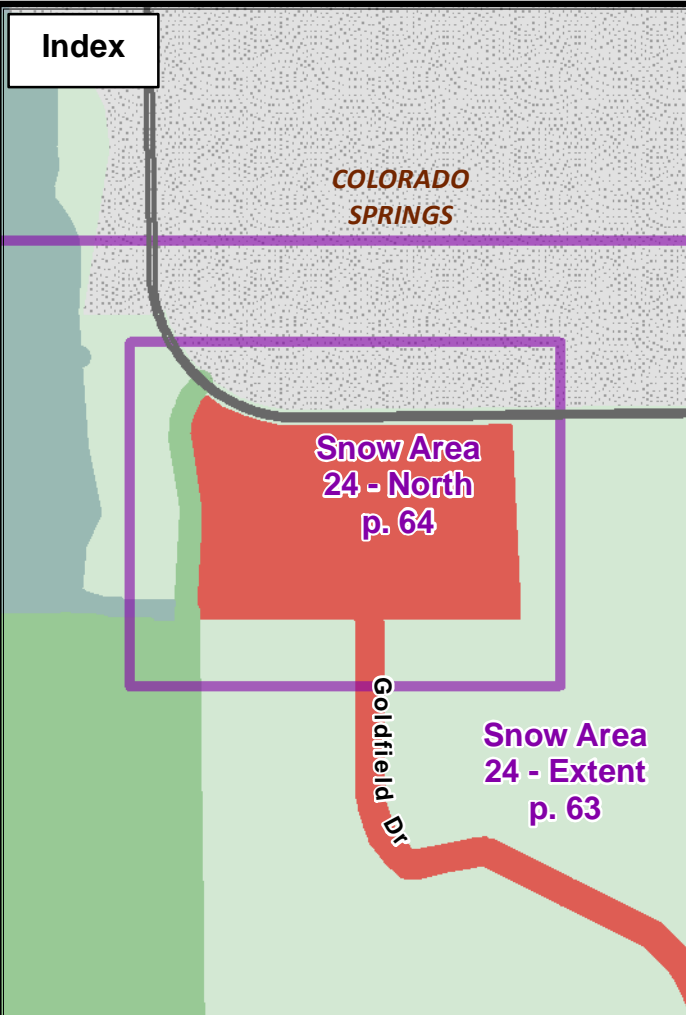 Index
COLORADO
SPRINGS
Snow Area
24 - North
p. 64
Goldfield Dr
Snow Area
24 - Extent
p. 63